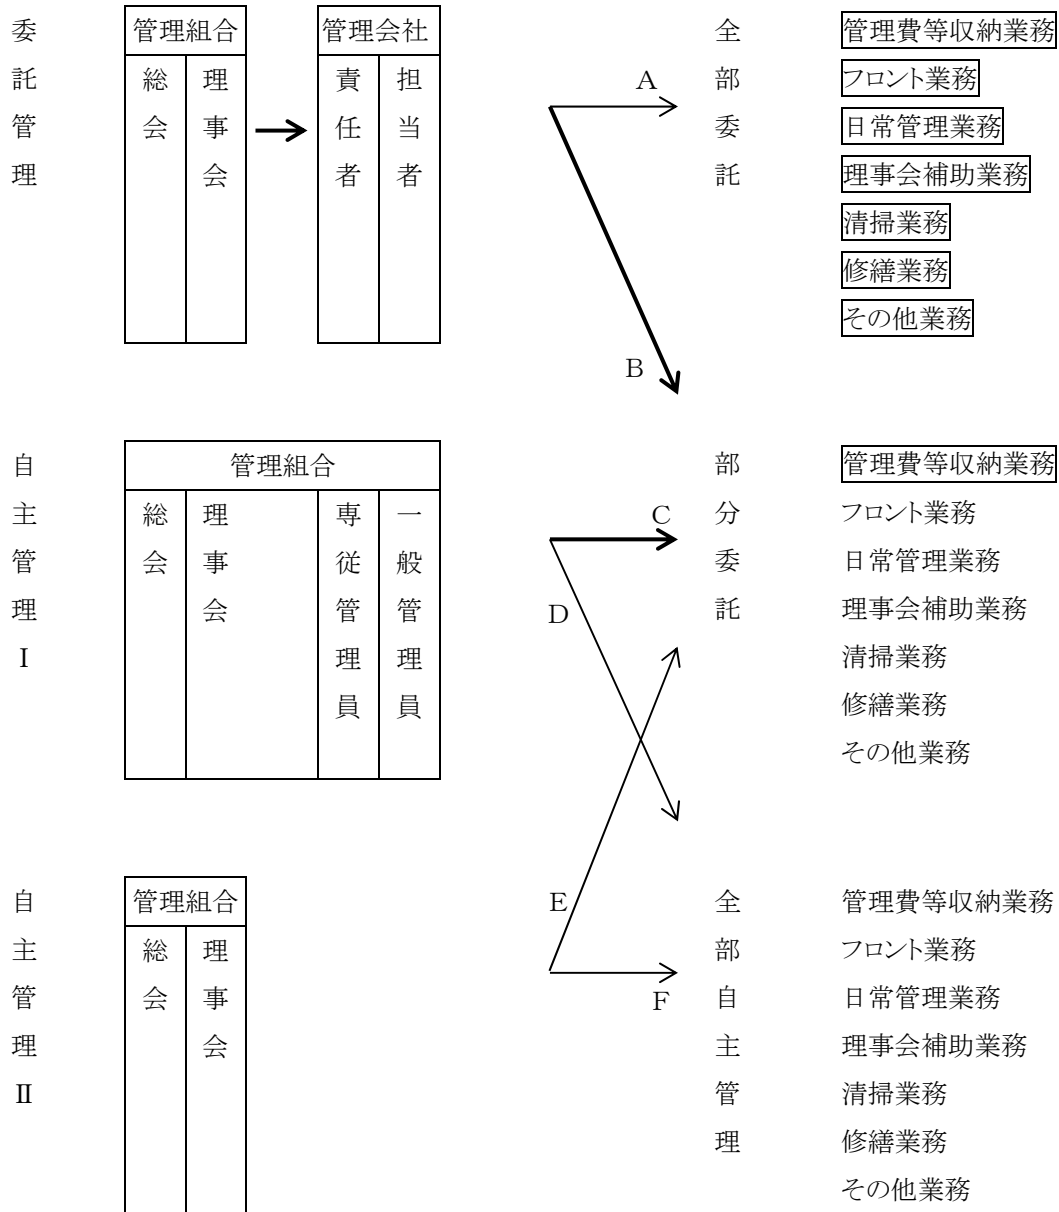 委託管理
管理組合
総会
理事会
管理会社
責任者
担当者
A
B
全部委託
管理費等収納業務
フロント業務
日常管理業務
理事会補助業務
清掃業務
修繕業務
その他業務
自主管理Ⅰ
管理組合
総会
理事会
専従管理員
一般管理員
C
D
部分委託
管理費等収納業務
フロント業務
日常管理業務
理事会補助業務
清掃業務
修繕業務
その他業務
自主管理Ⅱ
管理組合
総会
理事会
E
F
全部自主管理
管理費等収納業務
フロント業務
日常管理業務
理事会補助業務
清掃業務
修繕業務
その他業務